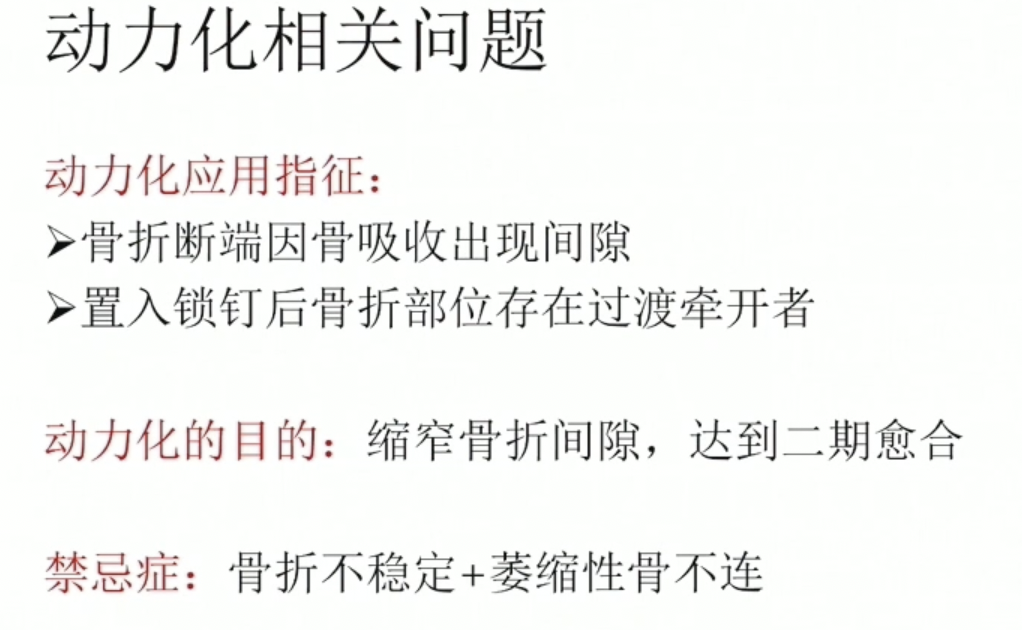 动力化相关问题
动力化应用指征：
➢骨折断端因骨吸收出现间隙
➢置入锁钉后骨折部位存在过渡牵开者
动力化的目的：缩窄骨折间隙，达到二期愈合
禁忌症：骨折不稳定+萎缩性骨不连